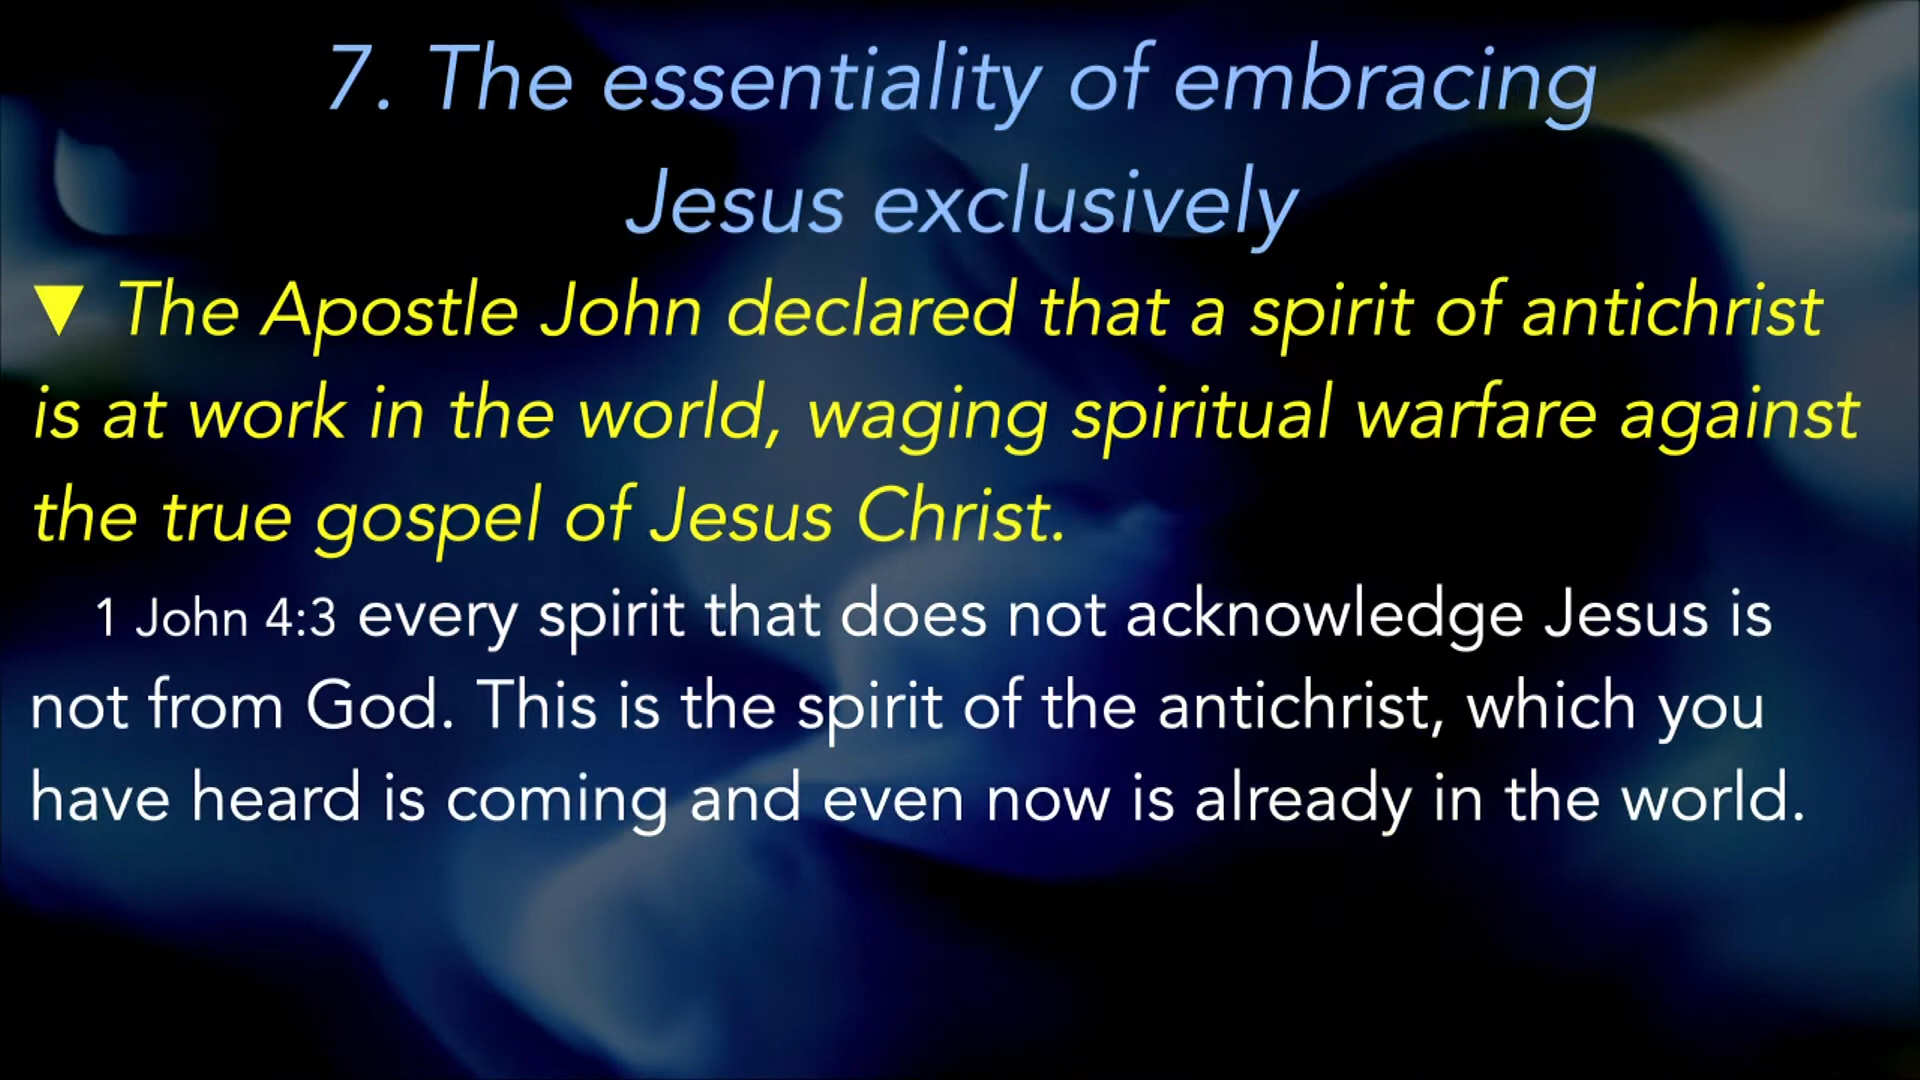 7. The essentiality of embracing
Jesus exclusively
▼ The Apostle John declared that a spirit of antichrist
is at work in the world, waging spiritual warfare against
the true gospel of Jesus Christ.
1 John 4:3 every spirit that does not acknowledge Jesus is
not from God. This is the spirit of the antichrist, which you
have heard is coming and even now is already in the world.